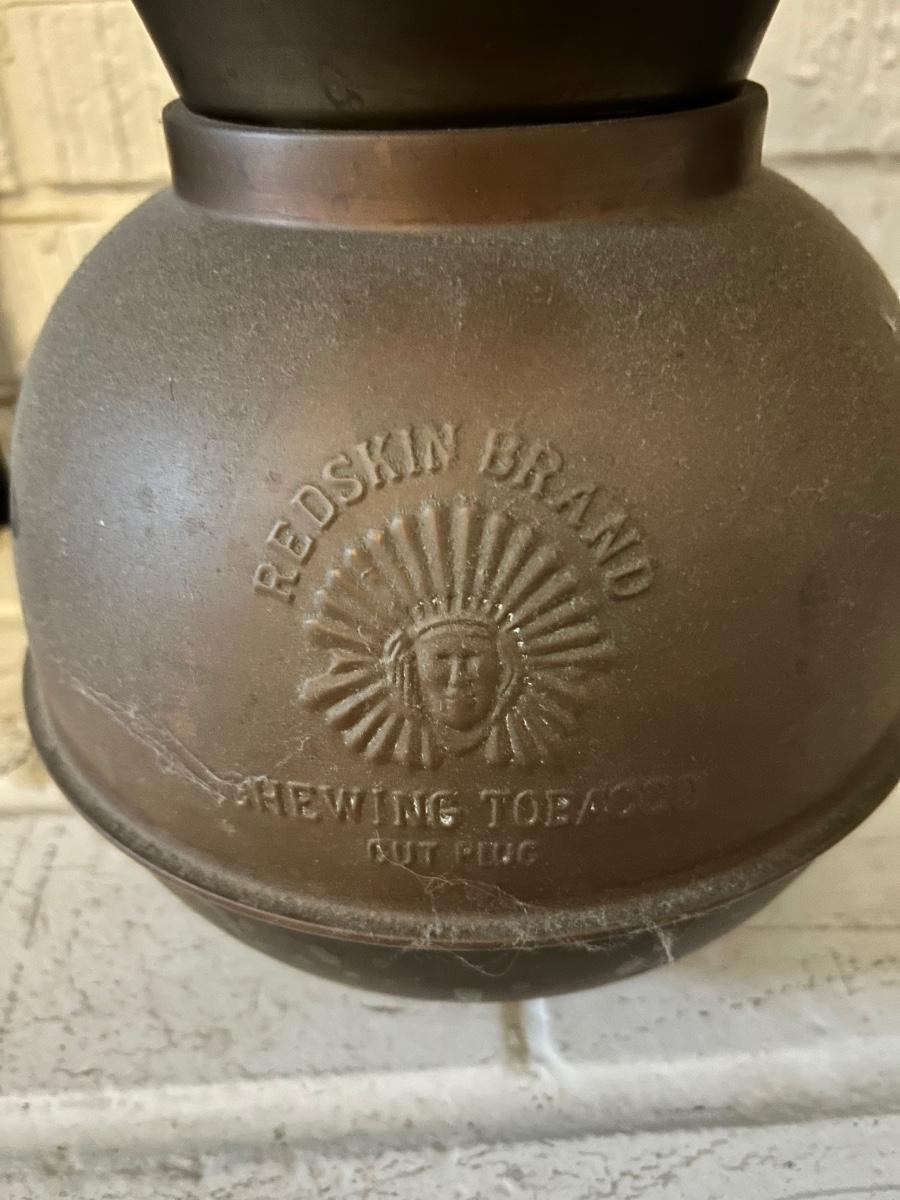 REDSKIN BRAND
CHEWING TOBACCO
CUT PLUG